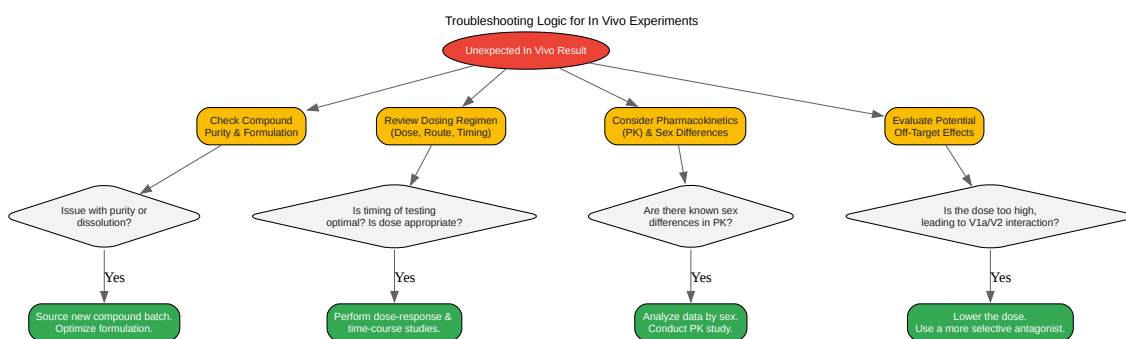 Troubleshooting Logic for In Vivo Experiments
Unexpected In Vivo Result
Check Compound
Purity & Formulation
Review Dosing Regimen
(Dose, Route, Timing)
Consider Pharmacokinetics
(PK) & Sex Differences
Evaluate Potential
Off-Target Effects
Issue with purity or
dissolution?
Is timing of testing
optimal? Is dose appropriate?
Are there known sex
differences in PK?
Is the dose too high,
leading to V1a/V2 interaction?
Yes
Yes
Yes
Yes
Source new compound batch.
Optimize formulation.
Perform dose-response &
time-course studies.
Analyze data by sex.
Conduct PK study.
Lower the dose.
Use a more selective antagonist.